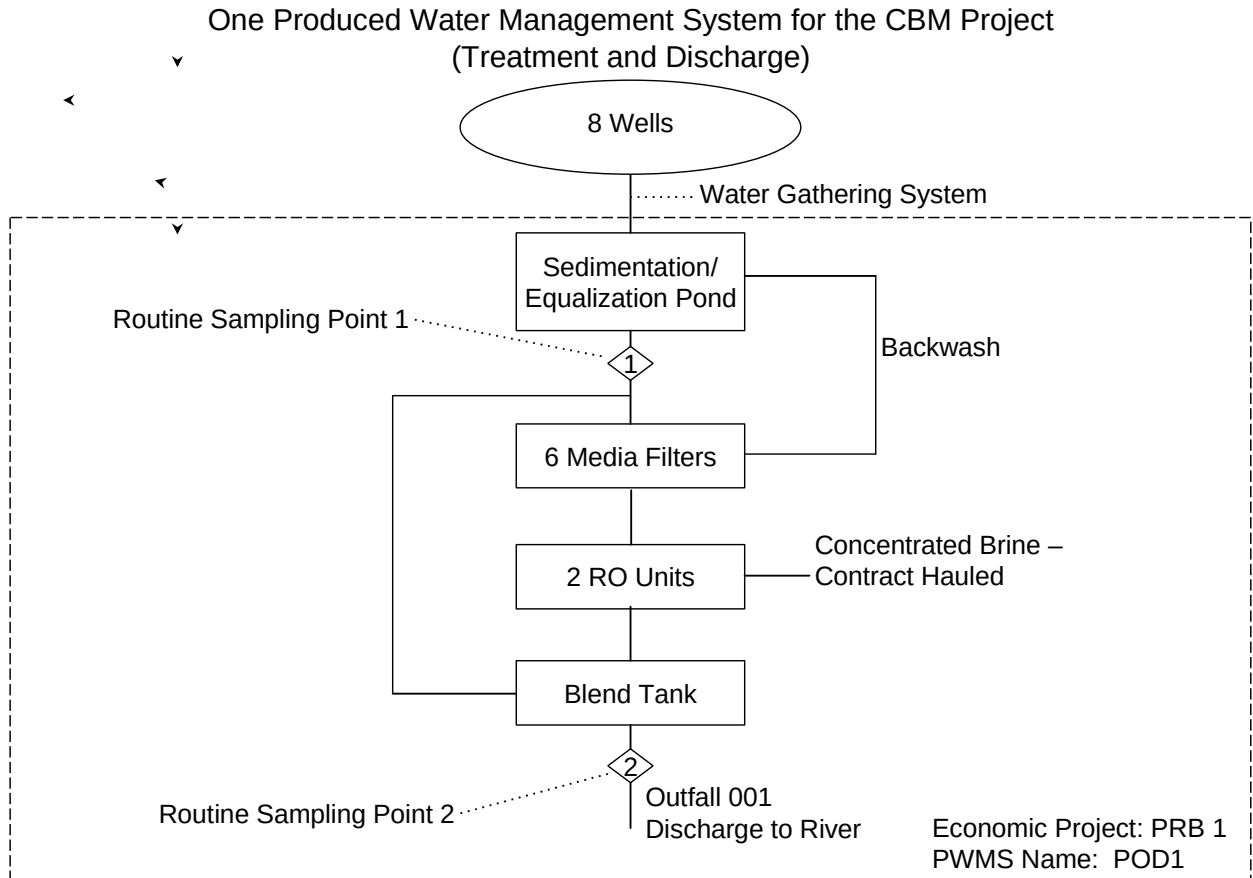 One Produced Water Management System for the CBM Project
(Treatment and Discharge)
8 Wells
Water Gathering System
Sedimentation/
Equalization Pond
Routine Sampling Point 1
1
Backwash
6 Media Filters
Concentrated Brine –
Contract Hauled
2 RO Units
Blend Tank
2
Routine Sampling Point 2
Outfall 001
Discharge to River
Economic Project: PRB 1
PWMS Name:  POD1